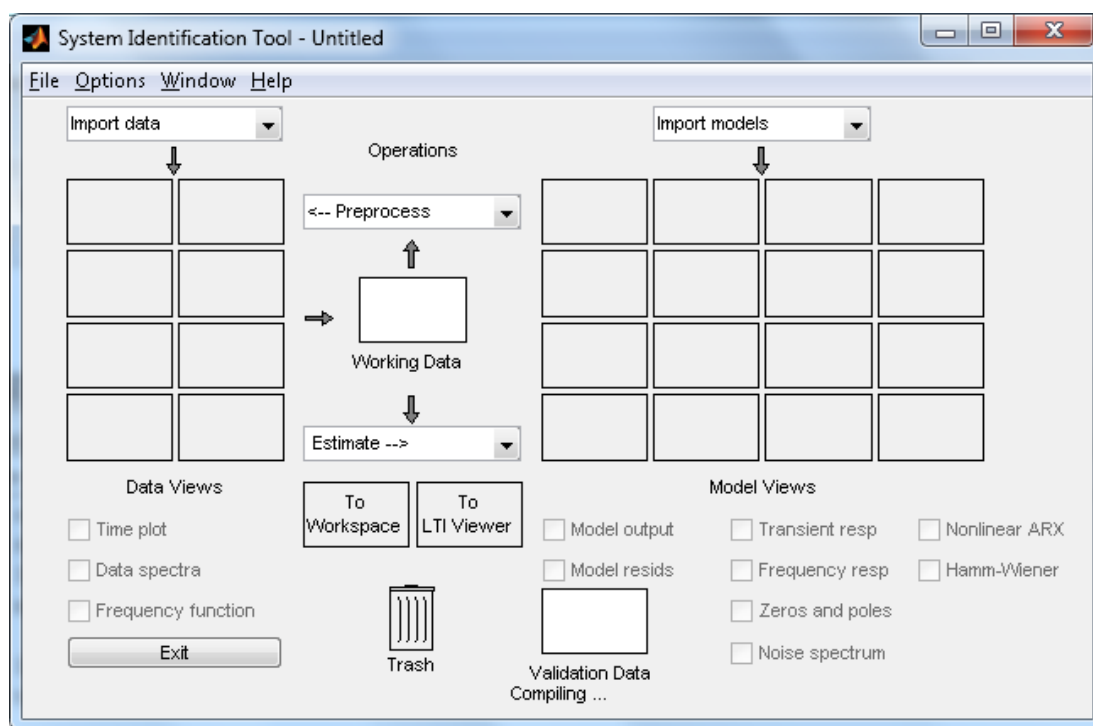 System Identification Tool - Untitled
File Options Window Help
Import data
Import models
Operations
<-- Preprocess
Working Data
Estimate -->
Data Views
Model Views
To
Workspace
To
LTI Viewer
Time plot
Data spectra
Frequency function
Exit
Trash
Model output
Model resids
Transient resp
Frequency resp
Zeros and poles
Noise spectrum
Nonlinear ARX
Hamm-Wiener
Validation Data
Compiling ...